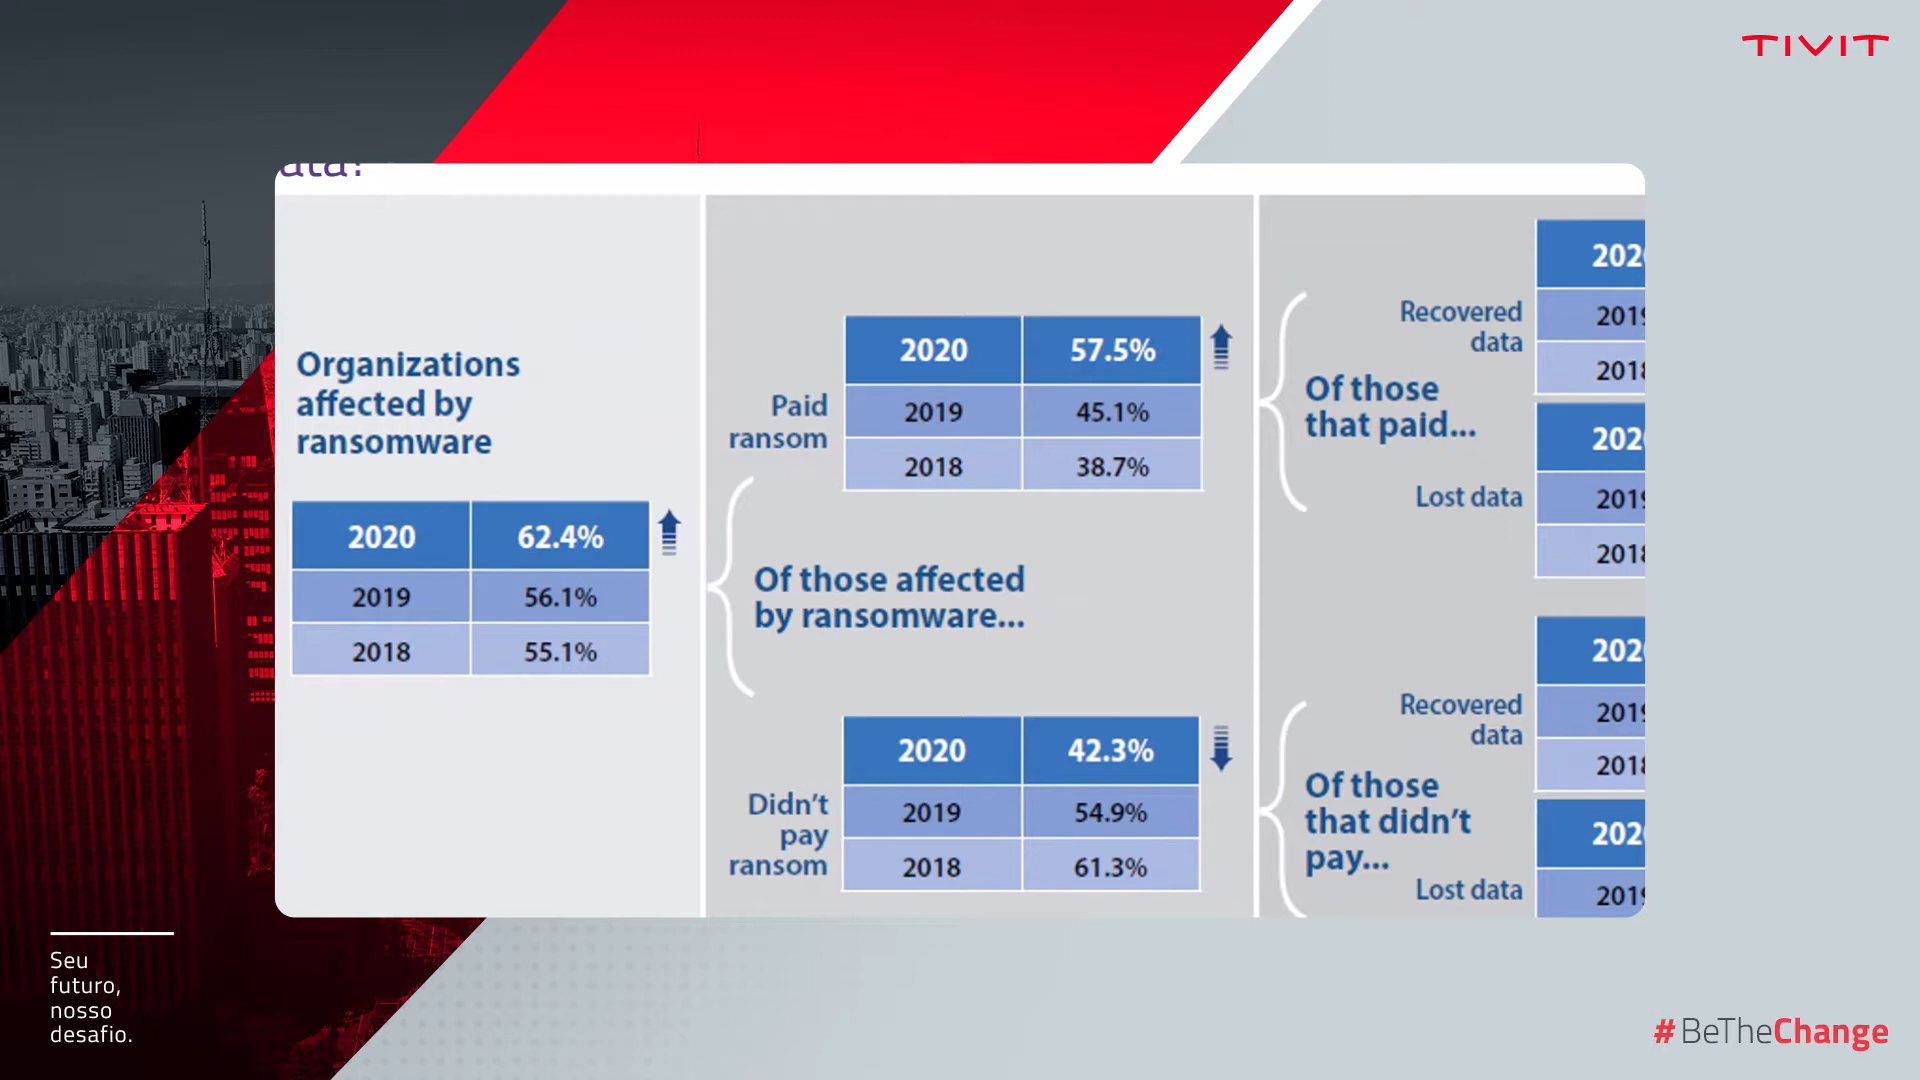 TIVIT
Organizations
affected by
ransomware
2020 62.4%
2019 56.1%
2018 55.1%
Paid
ransom
2020 57.5%
2019 45.1%
2018 38.7%
Of those affected
by ransomware...
Didn't
pay
ransom
2020 42.3%
2019 54.9%
2018 61.3%
Of those
that paid...
Recovered
data
Lost data
Of those
that didn't
pay...
Recovered
data
Lost data
Seu
futuro,
nosso
desafio.
#BeTheChange